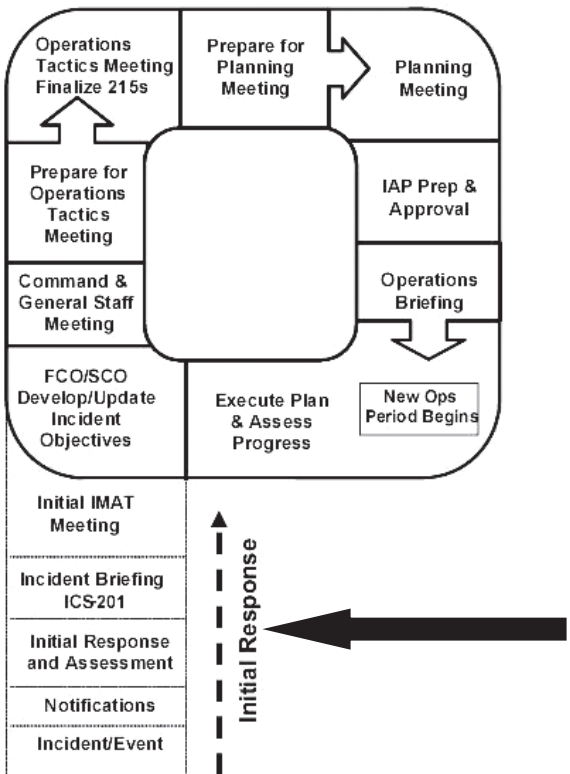 Operations
Tactics Meeting
Finalize 215s
Prepare for
Planning
Meeting
Planning
Meeting
Prepare for
Operations
Tactics
Meeting
IAP Prep &
Approval
Command &
General Staff
Meeting
Operations
Briefing
FCO/SCO
Develop/Update
Incident
Objectives
Execute Plan
& Assess
Progress
New Ops
Period Begins
Initial IMAT
Meeting
Incident Briefing
ICS-201
Initial Response
and Assessment
Notifications
Incident/Event
Initial Response